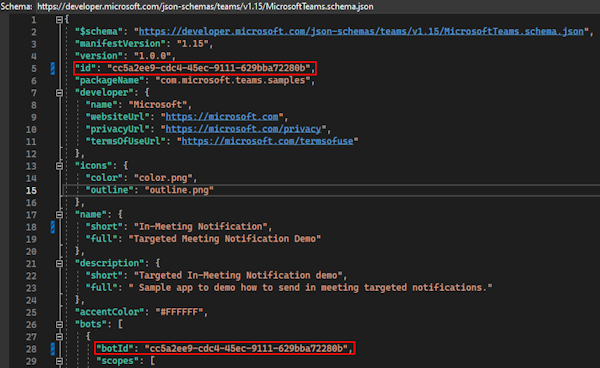 Schema: https://developer.microsoft.com/json-schemas/teams/v1.15/MicrosoftTeams.schema.json
1 {
2 "$schema": "https://developer.microsoft.com/json-schemas/teams/v1.15/MicrosoftTeams.schema.json",
3 "manifestVersion": "1.15",
4 "version": "1.0.0",
5 "id": "cc5a2ee9-cdc4-45ec-9111-629bba72280b",
6 "packageName": "com.microsoft.teams.samples",
7 "developer": {
8 "name": "Microsoft",
9 "websiteUrl": "https://microsoft.com",
10 "privacyUrl": "https://microsoft.com/privacy",
11 "termsOfUseUrl": "https://microsoft.com/termsofuse"
12 },
13 "icons": {
14 "color": "color.png",
15 "outline": "outline.png"
16 },
17 "name": {
18 "short": "In-Meeting Notification",
19 "full": "Targeted Meeting Notification Demo"
20 },
21 "description": {
22 "short": "Targeted In-Meeting Notification demo",
23 "full": " Sample app to demo how to send in meeting targeted notifications."
24 },
25 "accentColor": "#FFFFFF",
26 "bots": [
27 {
28 "botId": "cc5a2ee9-cdc4-45ec-9111-629bba72280b",
29 "scopes": [